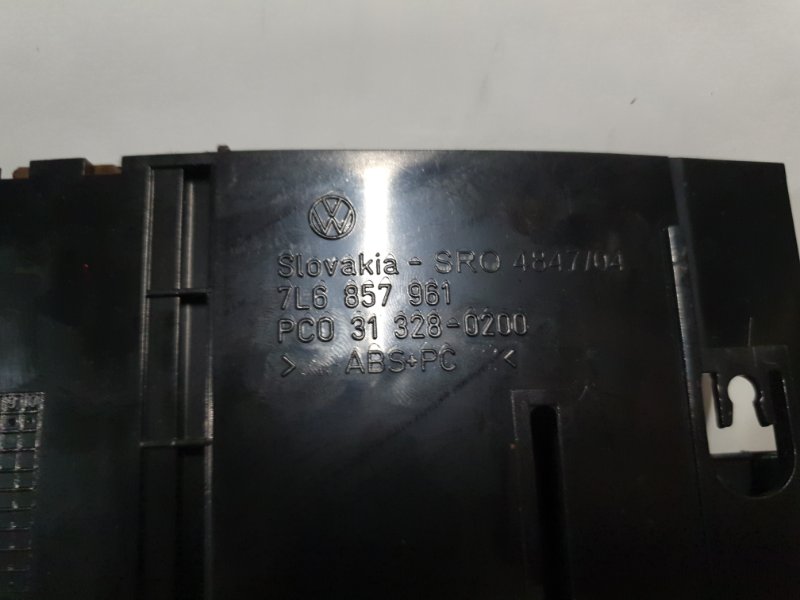 Slovakia - SRO 4847/04
7L6 857 961
PCO 31 328-0200
> ABS+PC <